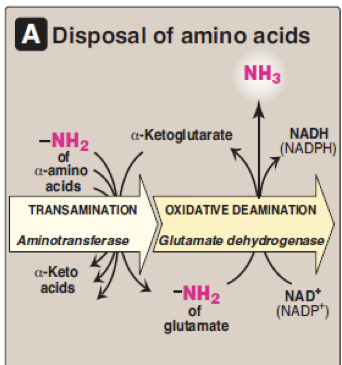 A Disposal of amino acids
NH₃
–NH₂
of
α-amino
acids
α-Ketoglutarate
NADH
(NADPH)
TRANSAMINATION
Aminotransferase
OXIDATIVE DEAMINATION
Glutamate dehydrogenase
α-Keto
acids
–NH₂
of
glutamate
NAD⁺
(NADP⁺)